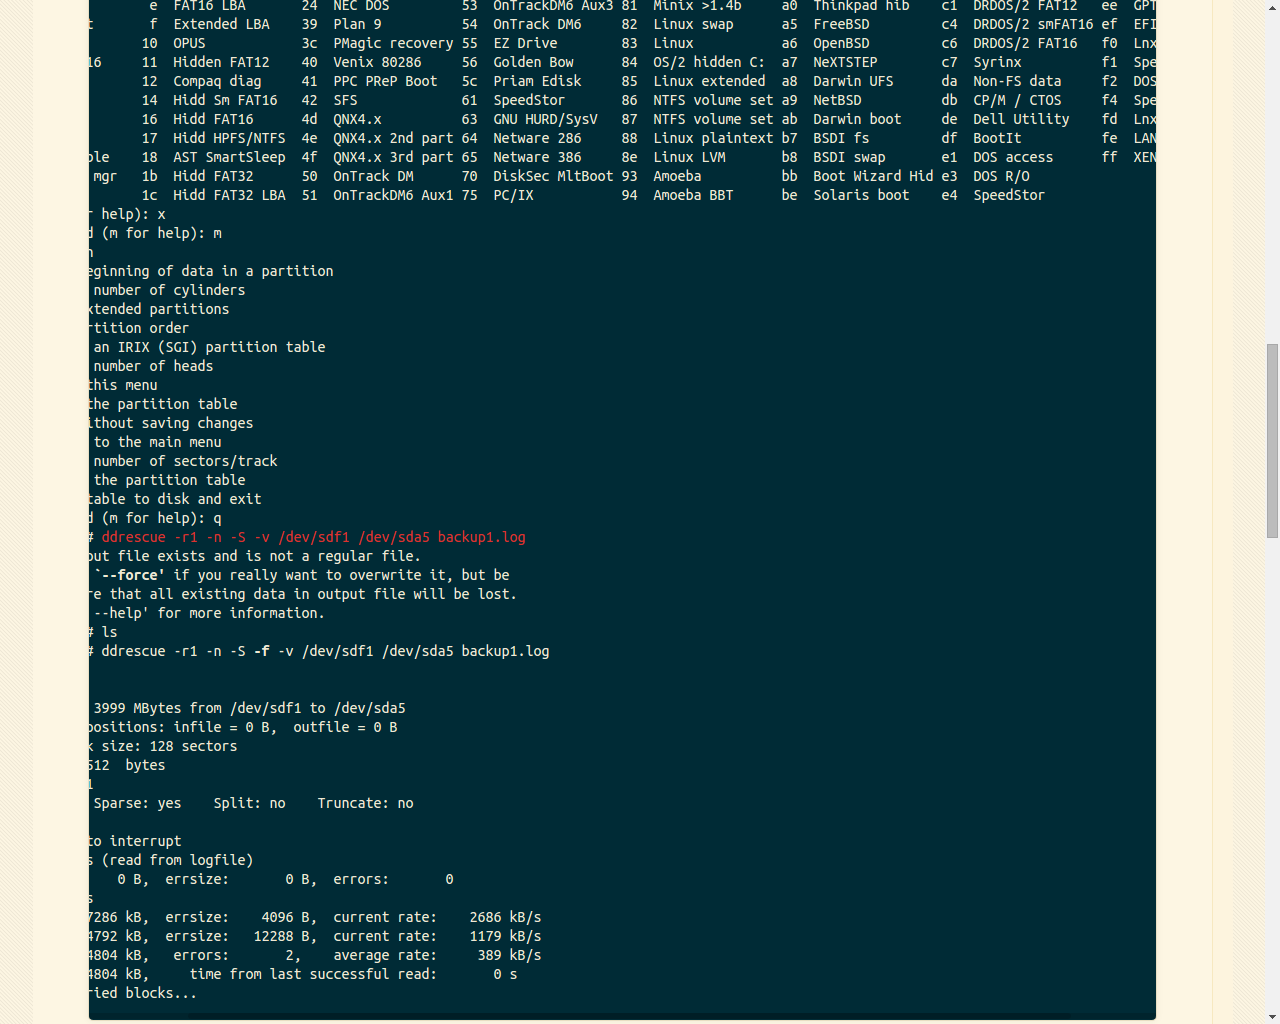 e  FAT16 LBA       24  NEC DOS         53  OnTrackDM6 Aux3 81  Minix >1.4b     a0  Thinkpad hib    c1  DRDOS/2 FAT12   ee  GPT
t       f  Extended LBA    39  Plan 9          54  OnTrack DM6     82  Linux swap      a5  FreeBSD         c4  DRDOS/2 smFAT16 ef  EFI
10  OPUS            3c  PMagic recovery 55  EZ Drive        83  Linux           a6  OpenBSD         c6  DRDOS/2 FAT16   f0  Lnx
16     11  Hidden FAT12    40  Venix 80286     56  Golden Bow      84  OS/2 hidden C:  a7  NeXTSTEP        c7  Syrinx          f1  Spe
12  Compaq diag     41  PPC PReP Boot   5c  Priam Edisk     85  Linux extended  a8  Darwin UFS      da  Non-FS data     f2  DOS
14  Hidd Sm FAT16   42  SFS             61  SpeedStor       86  NTFS volume set a9  NetBSD          db  CP/M / CTOS     f4  Spe
16  Hidd FAT16      4d  QNX4.x          63  GNU HURD/SysV   87  NTFS volume set ab  Darwin boot     de  Dell Utility    fd  Lnx
17  Hidd HPFS/NTFS  4e  QNX4.x 2nd part 64  Netware 286     88  Linux plaintext b7  BSDI fs         df  BootIt          fe  LAN
ole    18  AST SmartSleep  4f  QNX4.x 3rd part 65  Netware 386     8e  Linux LVM       b8  BSDI swap       e1  DOS access      ff  XEN
mgr   1b  Hidd FAT32      50  OnTrack DM      70  DiskSec MltBoot 93  Amoeba          bb  Boot Wizard Hid e3  DOS R/O
1c  Hidd FAT32 LBA  51  OnTrackDM6 Aux1 75  PC/IX           94  Amoeba BBT      be  Solaris boot    e4  SpeedStor
r help): x
d (m for help): m
n
eginning of data in a partition
number of cylinders
xtended partitions
rtition order
an IRIX (SGI) partition table
number of heads
this menu
the partition table
ithout saving changes
to the main menu
number of sectors/track
the partition table
table to disk and exit
d (m for help): q
# ddrescue -r1 -n -S -v /dev/sdf1 /dev/sda5 backup1.log
out file exists and is not a regular file.
`--force' if you really want to overwrite it, but be
re that all existing data in output file will be lost.
--help' for more information.
# ls
# ddrescue -r1 -n -S -f -v /dev/sdf1 /dev/sda5 backup1.log
3999 MBytes from /dev/sdf1 to /dev/sda5
positions: infile = 0 B,  outfile = 0 B
k size: 128 sectors
512  bytes
1
Sparse: yes    Split: no    Truncate: no
to interrupt
s (read from logfile)
0 B,  errsize:       0 B,  errors:       0
s
7286 kB,  errsize:    4096 B,  current rate:    2686 kB/s
4792 kB,  errsize:   12288 B,  current rate:    1179 kB/s
4804 kB,   errors:       2,    average rate:     389 kB/s
4804 kB,     time from last successful read:       0 s
ried blocks...